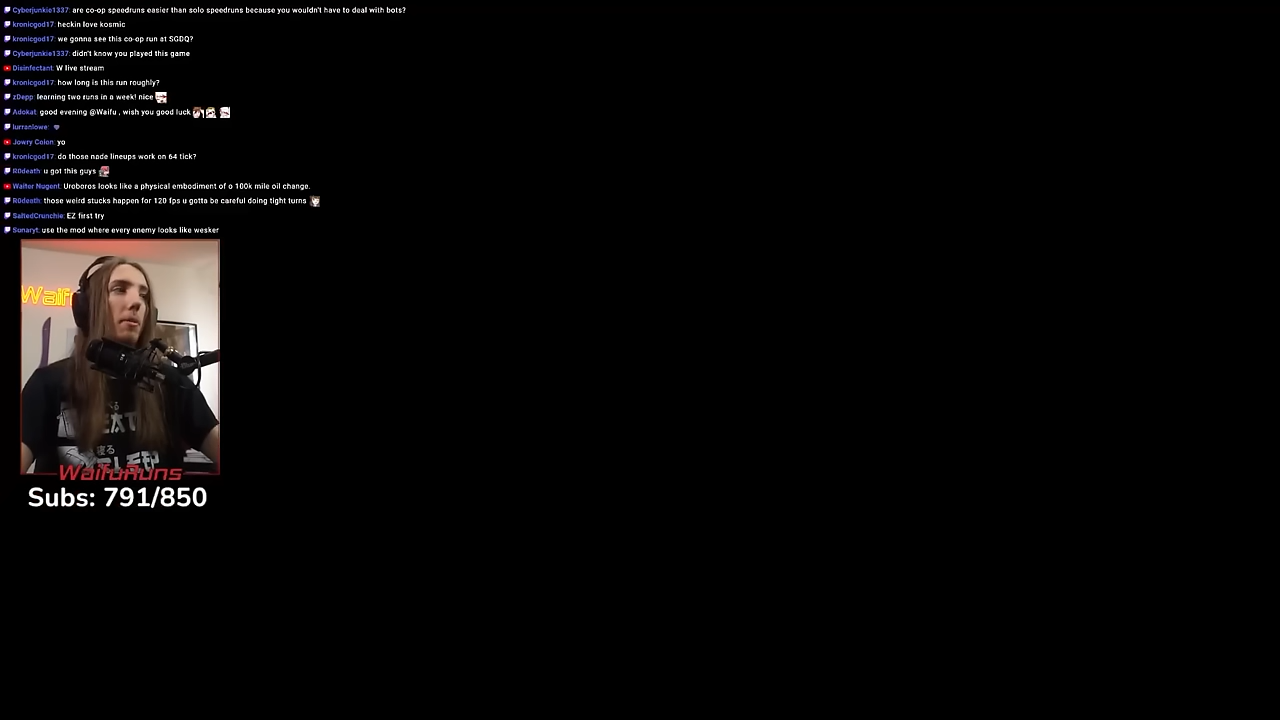 Cyberjunkie1337: are co-op speedruns easier than solo speedruns because you wouldn't have to deal with bots?
kronicgod17: heckin love kosmic
kronicgod17: we gonna see this co-op run at SGDQ?
Cyberjunkie1337: didn't know you played this game
Disinfectant: W live stream
kronicgod17: how long is this run roughly?
zDepp: learning two runs in a week! nice
Adokat: good evening @Waifu , wish you good luck
lurranlowe:
Jowry Colon: yo
kronicgod17: do those nade lineups work on 64 tick?
R0death: u got this guys
Walter Nugent: Uroboros looks like a physical embodiment of o 100k mile oil change.
R0death: those weird stucks happen for 120 fps u gotta be careful doing tight turns
SaltedCrunchie: EZ first try
Sunaryt: use the mod where every enemy looks like wesker
Waif
EAT
SLEEP
WaifuRuns
Subs: 791/850